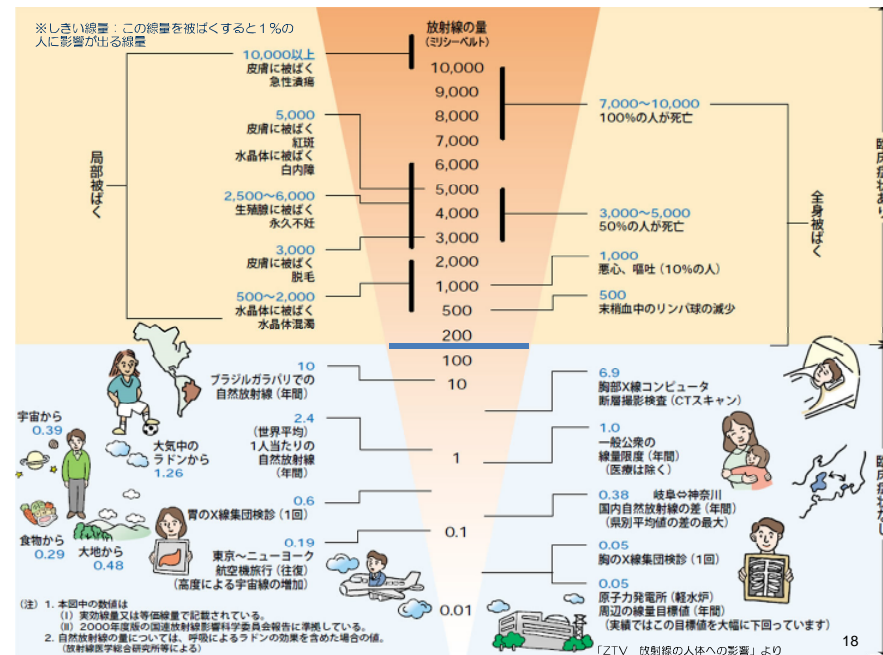 ※しきい線量：この線量を被ばくすると１％の
人に影響が出る線量
放射線の量
(ミリシーベルト)
10,000
9,000
8,000
7,000
6,000
5,000
4,000
3,000
2,000
1,000
500
200
100
10
1
0.1
0.01
局部被ばく
10,000以上
皮膚に被ばく
急性潰瘍
5,000
皮膚に被ばく
紅斑
水晶体に被ばく
白内障
2,500〜6,000
生殖腺に被ばく
永久不妊
3,000
皮膚に被ばく
脱毛
500〜2,000
水晶体に被ばく
水晶体混濁
7,000〜10,000
100%の人が死亡
3,000〜5,000
50%の人が死亡
1,000
悪心、嘔吐 (10%の人)
500
末梢血中のリンパ球の減少
全身被ばく
10
ブラジルガラパリでの
自然放射線 (年間)
2.4
(世界平均)
1人当たりの
自然放射線
(年間)
宇宙から
0.39
大気中の
ラドンから
1.26
食物から
0.29
大地から
0.48
0.6
胃のX線集団検診 (1回)
0.19
東京〜ニューヨーク
航空機旅行 (往復)
(高度による宇宙線の増加)
6.9
胸部X線コンピュータ
断層撮影検査 (CTスキャン)
1.0
一般公衆の
線量限度 (年間)
(医療は除く)
0.38 岐阜⇔神奈川
国内自然放射線の差 (年間)
(県別平均値の差の最大)
0.05
胸のX線集団検診 (1回)
0.05
原子力発電所 (軽水炉)
周辺の線量目標値 (年間)
(実績ではこの目標値を大幅に下回っています)
(注) 1. 本図中の数値は
(Ⅰ) 実効線量又は等価線量で記載されている。
(Ⅱ) 2000年度版の国連放射線影響科学委員会報告に準拠している。
2. 自然放射線の量については、呼吸によるラドンの効果を含めた場合の値。
(放射線医学総合研究所等による)
「ZTV 放射線の人体への影響」より
18